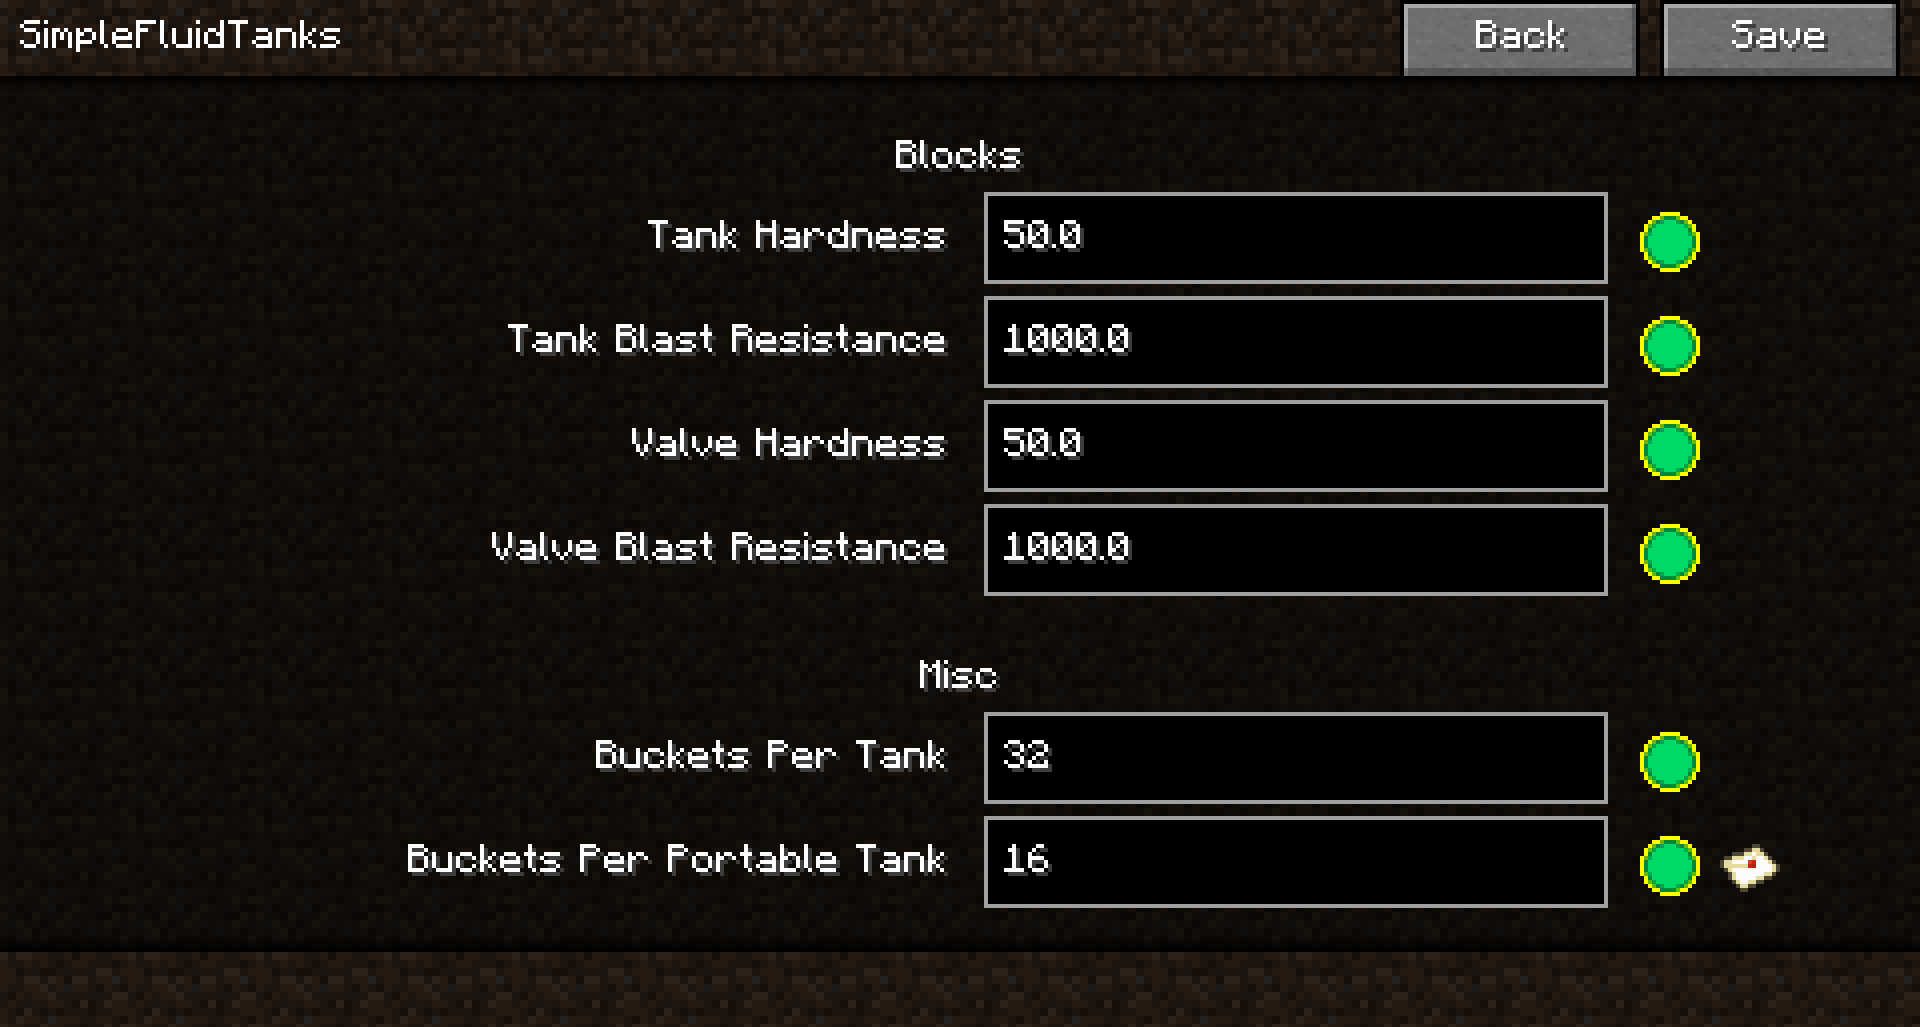 SimpleFluidTanks
Back
Save
Blocks
Tank Hardness 50.0
Tank Blast Resistance 1000.0
Valve Hardness 50.0
Valve Blast Resistance 1000.0
Misc
Buckets Per Tank 32
Buckets Per Portable Tank 16